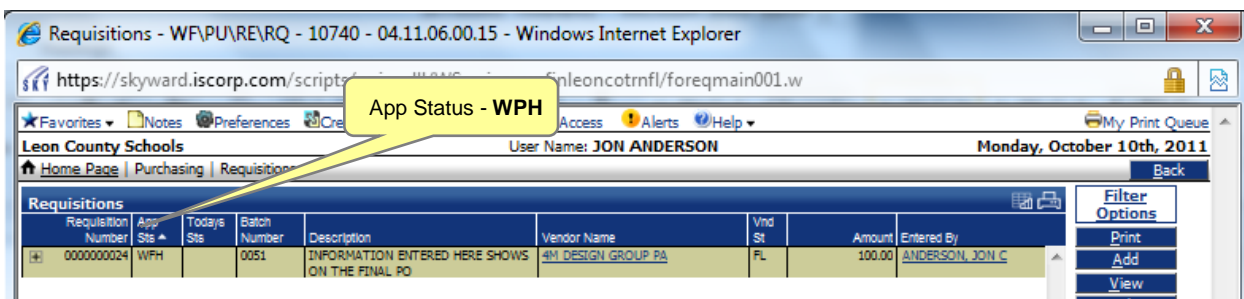 Requisitions - WF\PU\RE\RQ - 10740 - 04.11.06.00.15 - Windows Internet Explorer
https://skyward.iscorp.com/scripts/ finleoncotrnfl/foreqmain001.w
App Status - WPH
Favorites Notes Preferences Access Alerts Help My Print Queue
Leon County Schools User Name: JON ANDERSON Monday, October 10th, 2011
Home Page | Purchasing | Requisitions Back
Requisitions
Filter
Options
Requisition App Todays Batch Vnd
Number Sts Sts Number Description Vendor Name St Amount Entered By
Print
0000000024 WFH 0051 INFORMATION ENTERED HERE SHOWS 4M DESIGN GROUP PA FL 100.00 ANDERSON, JON C
ON THE FINAL PO
Add
View